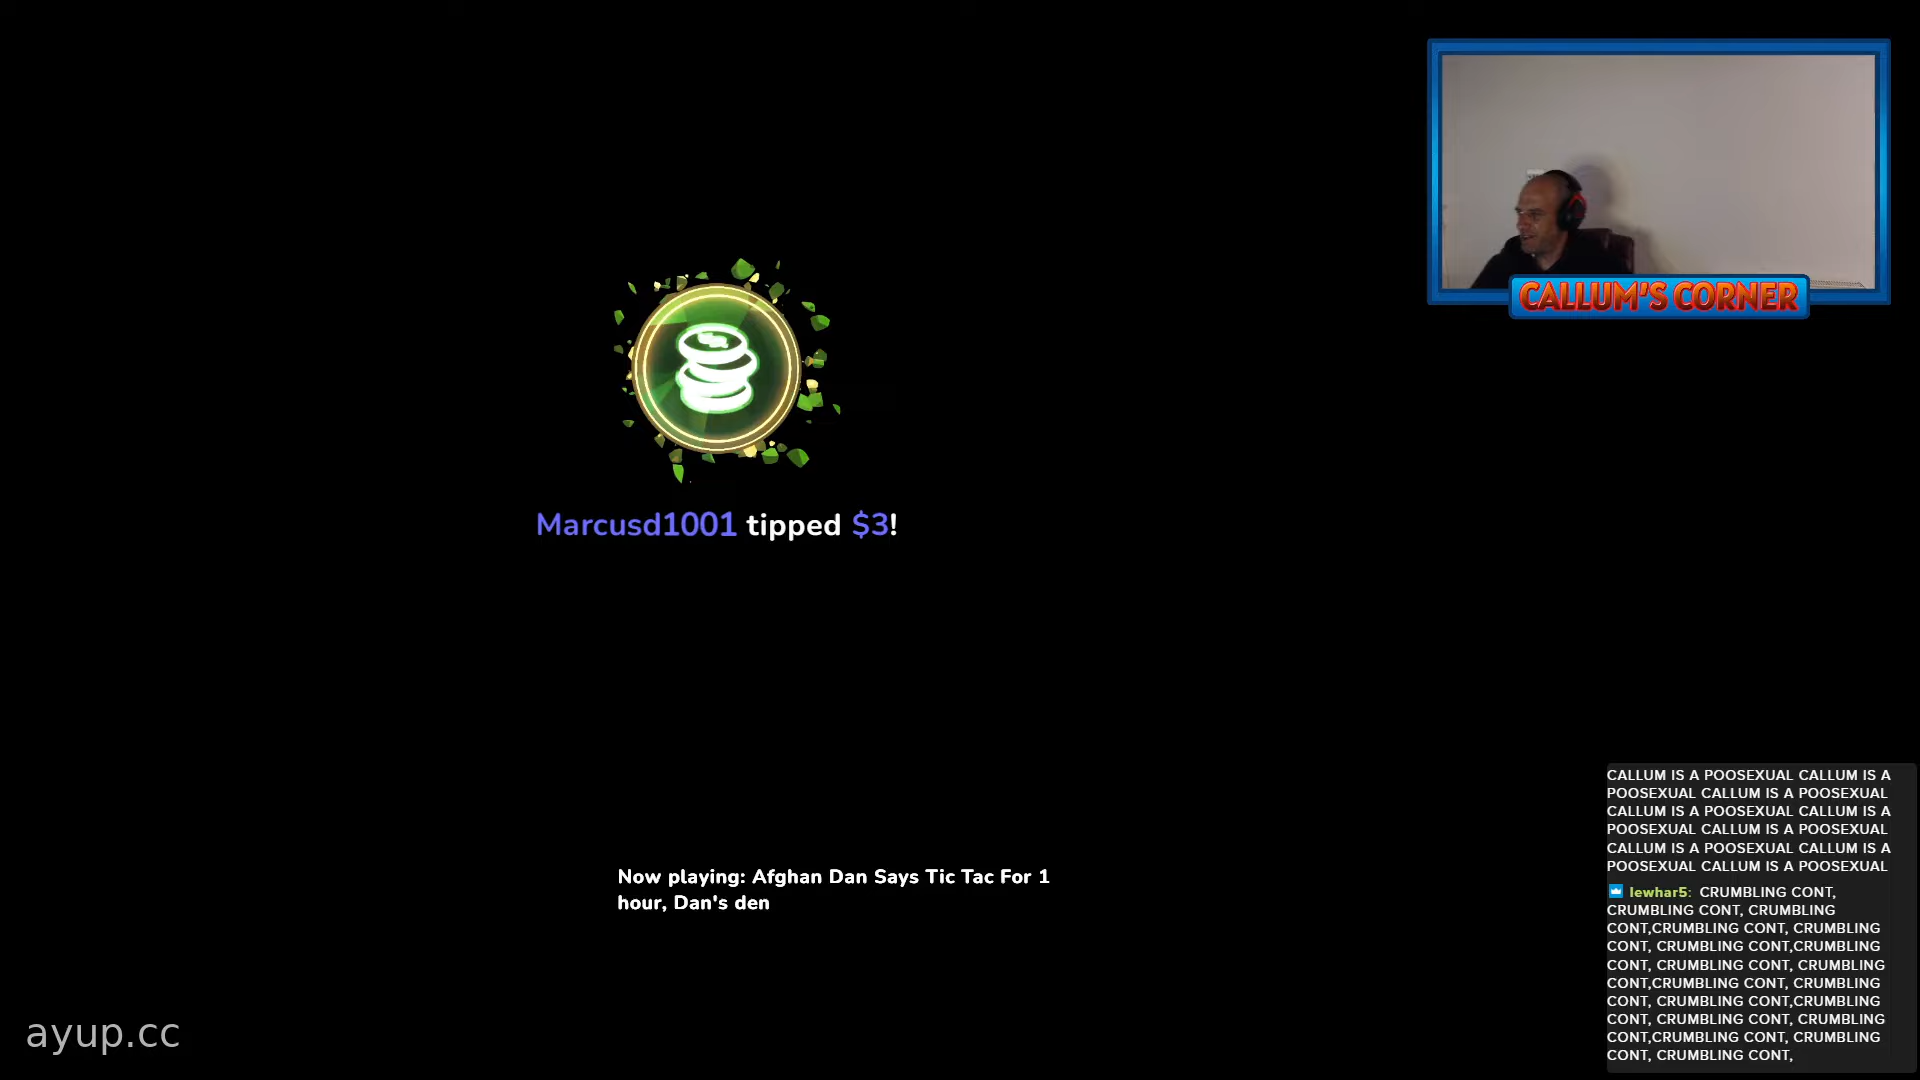 CALLUM'S CORNER
Marcusd1001 tipped $3!
CALLUM IS A POOSEXUAL CALLUM IS A
POOSEXUAL CALLUM IS A POOSEXUAL
CALLUM IS A POOSEXUAL CALLUM IS A
POOSEXUAL CALLUM IS A POOSEXUAL
CALLUM IS A POOSEXUAL CALLUM IS A
POOSEXUAL CALLUM IS A POOSEXUAL
lewhar5: CRUMBLING CONT,
CRUMBLING CONT, CRUMBLING
CONT,CRUMBLING CONT, CRUMBLING
CONT, CRUMBLING CONT,CRUMBLING
CONT, CRUMBLING CONT, CRUMBLING
CONT,CRUMBLING CONT, CRUMBLING
CONT, CRUMBLING CONT,CRUMBLING
CONT, CRUMBLING CONT, CRUMBLING
CONT,CRUMBLING CONT, CRUMBLING
CONT, CRUMBLING CONT,
Now playing: Afghan Dan Says Tic Tac For 1
hour, Dan's den
ayup.cc